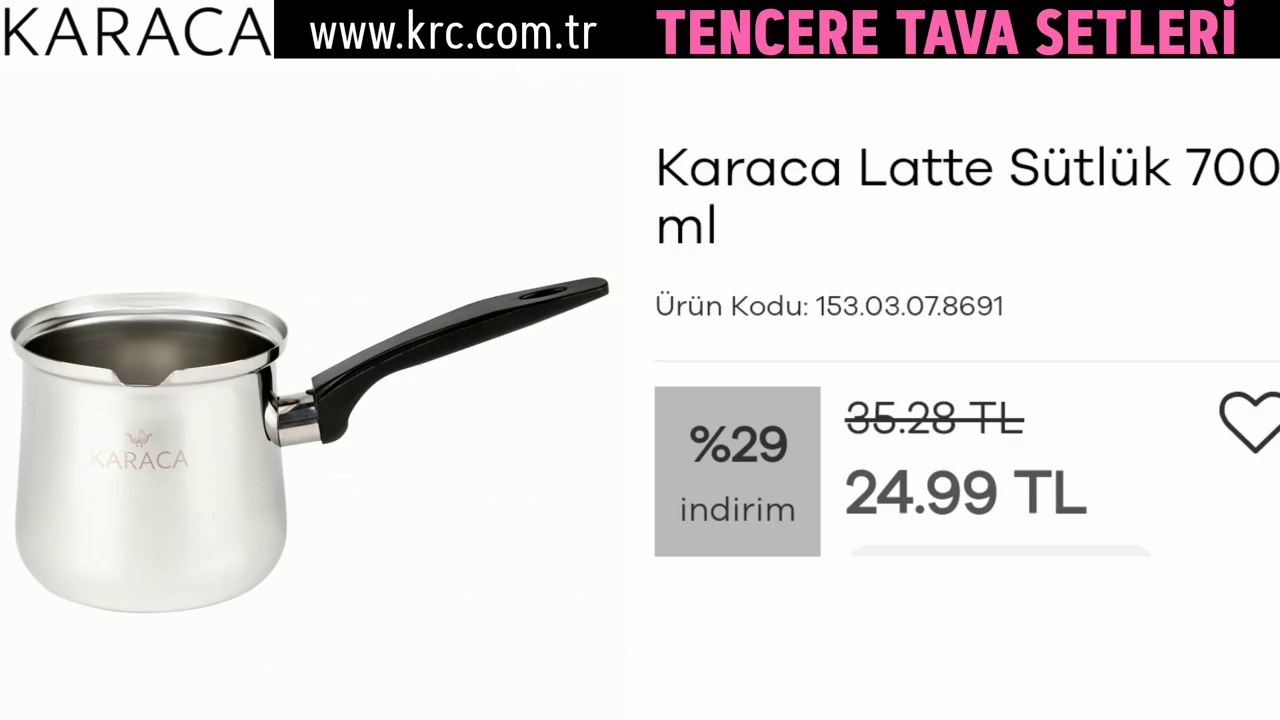 KARACA
www.krc.com.tr
TENCERE TAVA SETLERİ
Karaca Latte Sütlük 700
ml
Ürün Kodu: 153.03.07.8691
%29
indirim
35.28 TL
24.99 TL
KARACA